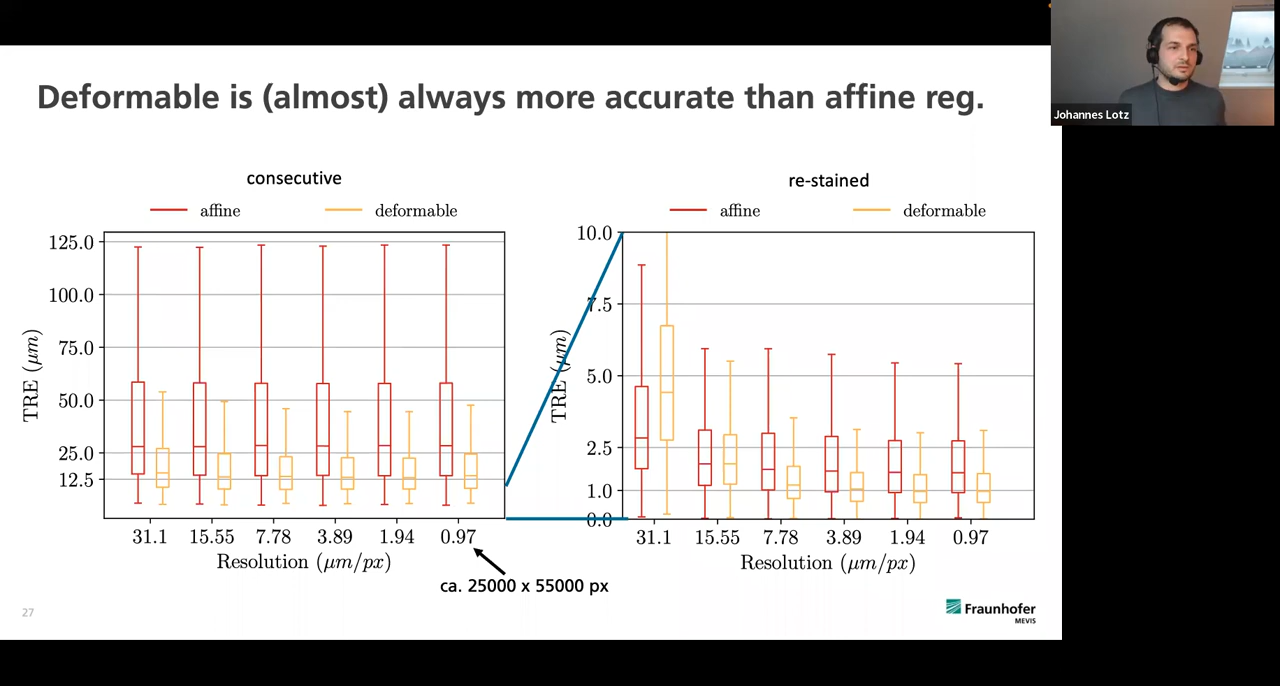 Deformable is (almost) always more accurate than affine reg.
Johannes Lotz
consecutive
affine deformable
TRE (μm)
125.0
100.0
75.0
50.0
25.0
12.5
31.1 15.55 7.78 3.89 1.94 0.97
Resolution (μm/px)
ca. 25000 x 55000 px
re-stained
affine deformable
TRE (μm)
10.0
7.5
5.0
2.5
1.0
0.0
31.1 15.55 7.78 3.89 1.94 0.97
Resolution (μm/px)
27
Fraunhofer
MEVIS